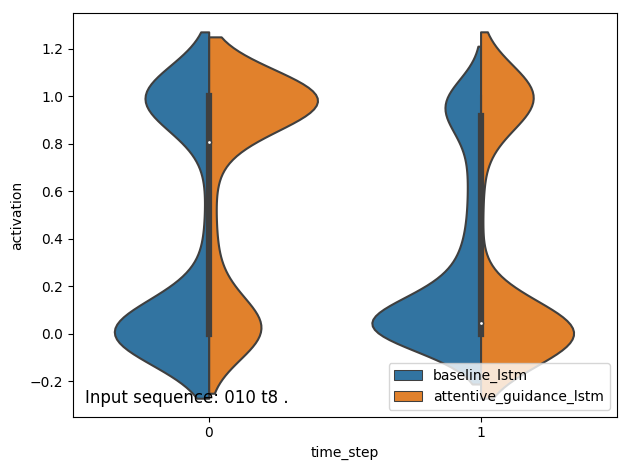 1.2
1.0
0.8
0.6
0.4
0.2
0.0
−0.2
activation
Input sequence: 010 t8 .
baseline_lstm
attentive_guidance_lstm
0 1
time_step